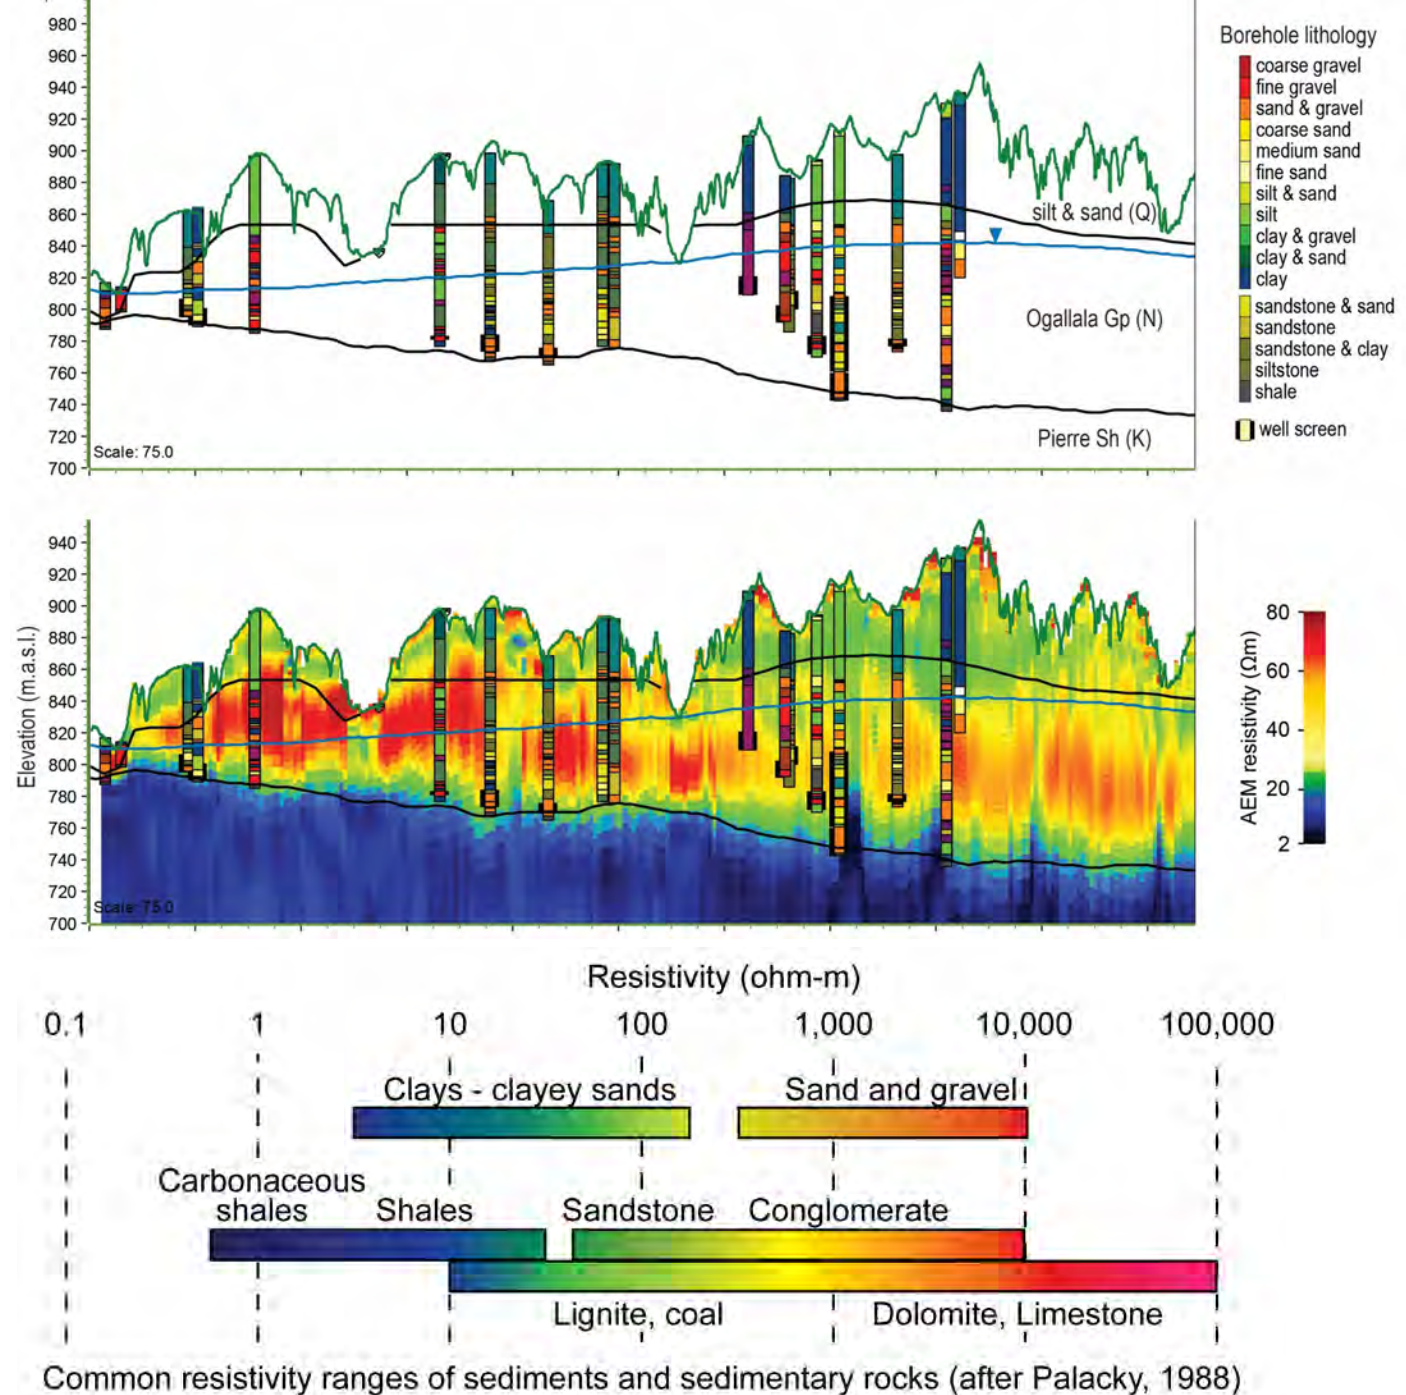 980
960
940
920
900
880
860
840
820
800
780
760
740
720
700
Scale: 75.0
silt & sand (Q)
Ogallala Gp (N)
Pierre Sh (K)
Borehole lithology
coarse gravel
fine gravel
sand & gravel
coarse sand
medium sand
fine sand
silt & sand
silt
clay & gravel
clay & sand
clay
sandstone & sand
sandstone
sandstone & clay
siltstone
shale
well screen
Elevation (m.a.s.l.)
940
920
900
880
860
840
820
800
780
760
740
720
700
Scale: 75.0
AEM resistivity (Ωm)
80
60
40
20
2
Resistivity (ohm-m)
0.1 1 10 100 1,000 10,000 100,000
Clays - clayey sands Sand and gravel
Carbonaceous
shales Shales Sandstone Conglomerate
Lignite, coal Dolomite, Limestone
Common resistivity ranges of sediments and sedimentary rocks (after Palacky, 1988)